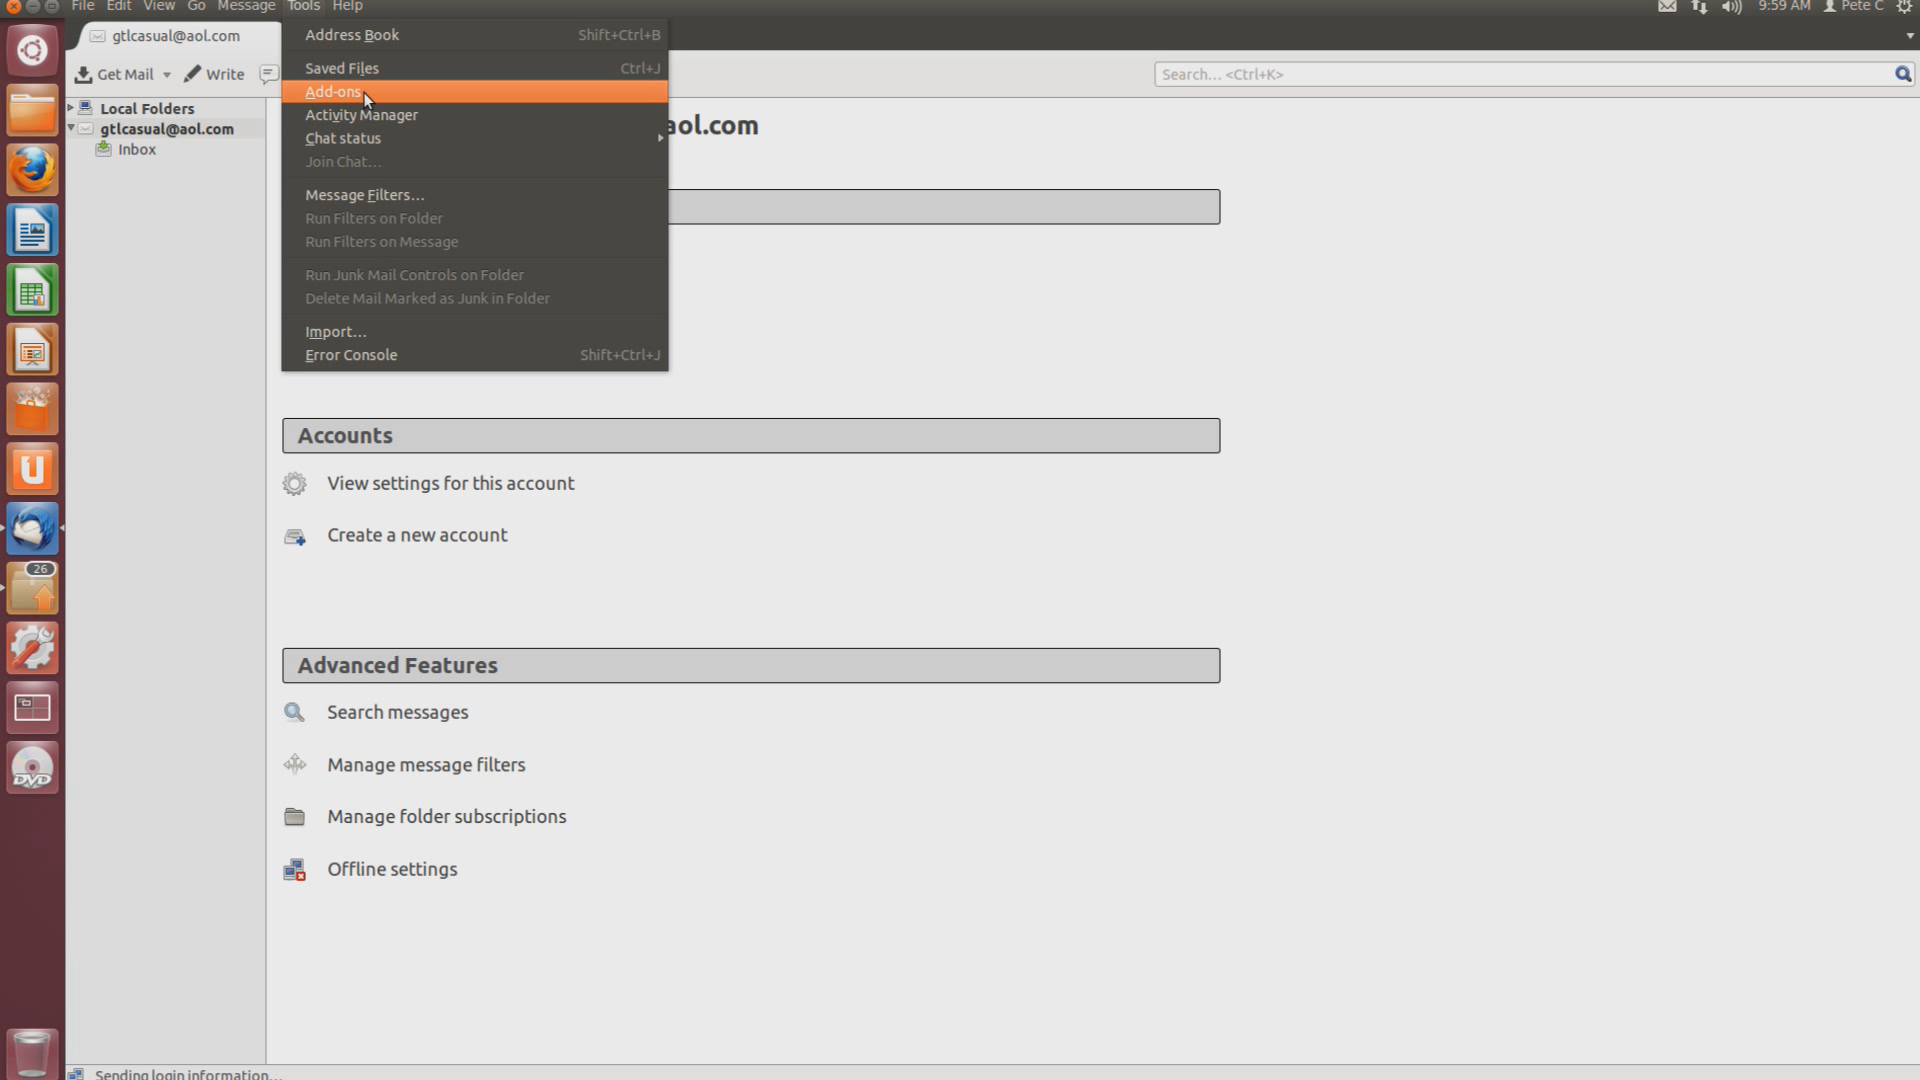 File Edit View Go Message Tools Help
9:59 AM Pete C
gtlcasual@aol.com
Get Mail Write
Search... <Ctrl+K>
Local Folders
gtlcasual@aol.com
Inbox
Address Book Shift+Ctrl+B
Saved Files Ctrl+J
Add-ons
Activity Manager
Chat status
Join Chat...
Message Filters...
Run Filters on Folder
Run Filters on Message
Run Junk Mail Controls on Folder
Delete Mail Marked as Junk in Folder
Import...
Error Console Shift+Ctrl+J
aol.com
Accounts
View settings for this account
Create a new account
Advanced Features
Search messages
Manage message filters
Manage folder subscriptions
Offline settings
26
DVD
Sending login information...